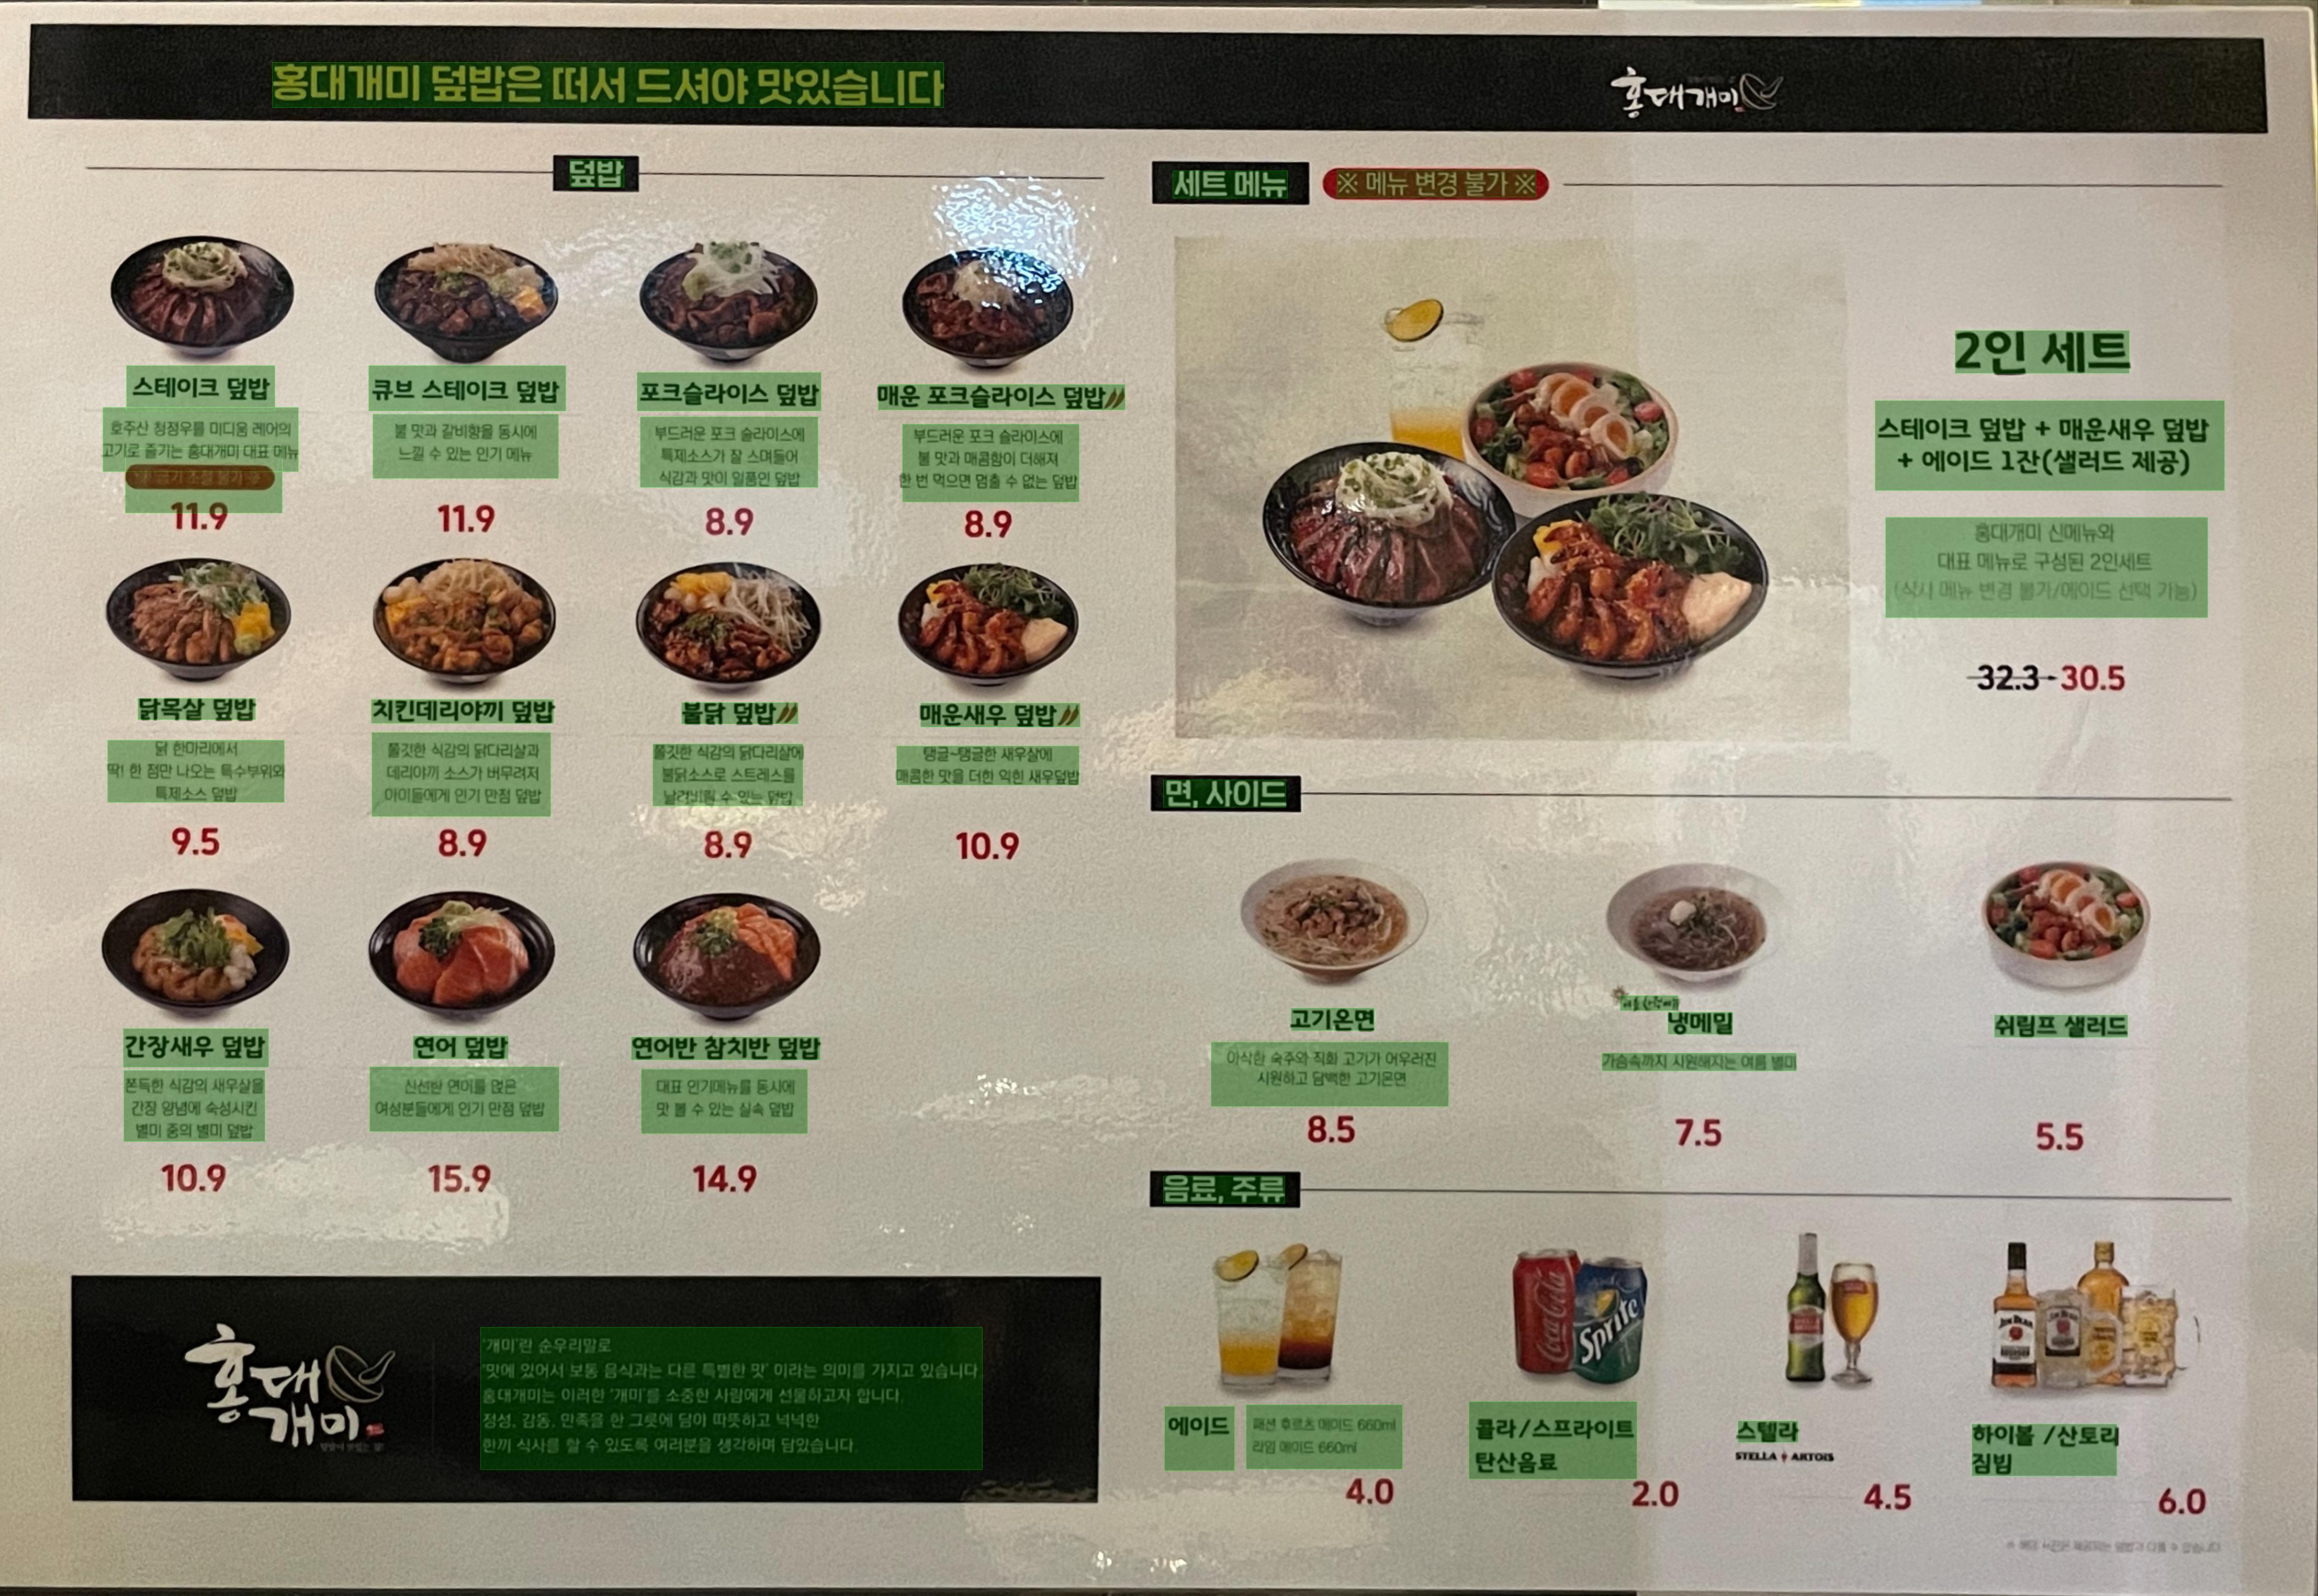 홍대개미 덮밥은 떠서 드셔야 맛있습니다
홍대개미
덮밥
스테이크 덮밥
호주산 청정우를 미디움 레어의
고기로 즐기는 홍대개미 대표 메뉴
11.9
큐브 스테이크 덮밥
불 맛과 갈비향을 동시에
느낄 수 있는 인기 메뉴
11.9
포크슬라이스 덮밥
부드러운 포크 슬라이스에
특제소스가 잘 스며들어
식감과 맛이 일품인 덮밥
8.9
매운 포크슬라이스 덮밥
부드러운 포크 슬라이스에
불 맛과 매콤함이 더해져
한 번 먹으면 멈출 수 없는 덮밥
8.9
닭목살 덮밥
닭 한마리에서
딱! 한 점만 나오는 특수부위와
특제소스 덮밥
9.5
치킨데리야끼 덮밥
쫄깃한 식감의 닭다리살과
데리야끼 소스가 버무려져
아이들에게 인기 만점 덮밥
8.9
불닭 덮밥
쫄깃한 식감의 닭다리살에
불닭소스로 스트레스를
날려버릴 수 있는 덮밥
8.9
매운새우 덮밥
탱글~탱글한 새우살에
매콤한 맛을 더한 익힌 새우덮밥
10.9
간장새우 덮밥
쫀득한 식감의 새우살을
간장 양념에 숙성시킨
별미 중의 별미 덮밥
10.9
연어 덮밥
신선한 연어를 얹은
여성분들에게 인기 만점 덮밥
15.9
연어반 참치반 덮밥
대표 인기메뉴를 동시에
맛 볼 수 있는 실속 덮밥
14.9
홍대
개미
'개미'란 순우리말로
'맛에 있어서 보통 음식과는 다른 특별한 맛' 이라는 의미를 가지고 있습니다
홍대개미는 이러한 '개미'를 소중한 사람에게 선물하고자 합니다.
정성, 감동, 만족을 한 그릇에 담아 따뜻하고 넉넉한
한끼 식사를 할 수 있도록 여러분을 생각하며 담았습니다.
세트 메뉴
※ 메뉴 변경 불가 ※
2인 세트
스테이크 덮밥 + 매운새우 덮밥
+ 에이드 1잔(샐러드 제공)
홍대개미 신메뉴와
대표 메뉴로 구성된 2인세트
(식사 메뉴 변경 불가/에이드 선택 가능)
32.3 30.5
면, 사이드
고기온면
아삭한 숙주와 직화 고기가 어우러진
시원하고 담백한 고기온면
8.5
냉메밀
가슴속까지 시원해지는 여름 별미
7.5
쉬림프 샐러드
5.5
음료, 주류
Coca-Cola
Sprite
JIM BEAM
에이드
패션 후르츠 에이드 660ml
라임 에이드 660ml
4.0
콜라/스프라이트
탄산음료
2.0
스텔라
STELLA ARTOIS
4.5
하이볼 /산토리
짐빔
6.0